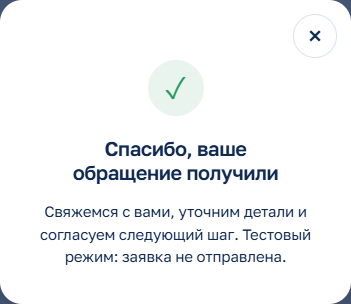 Спасибо, ваше
обращение получили
Свяжемся с вами, уточним детали и
согласуем следующий шаг. Тестовый
режим: заявка не отправлена.